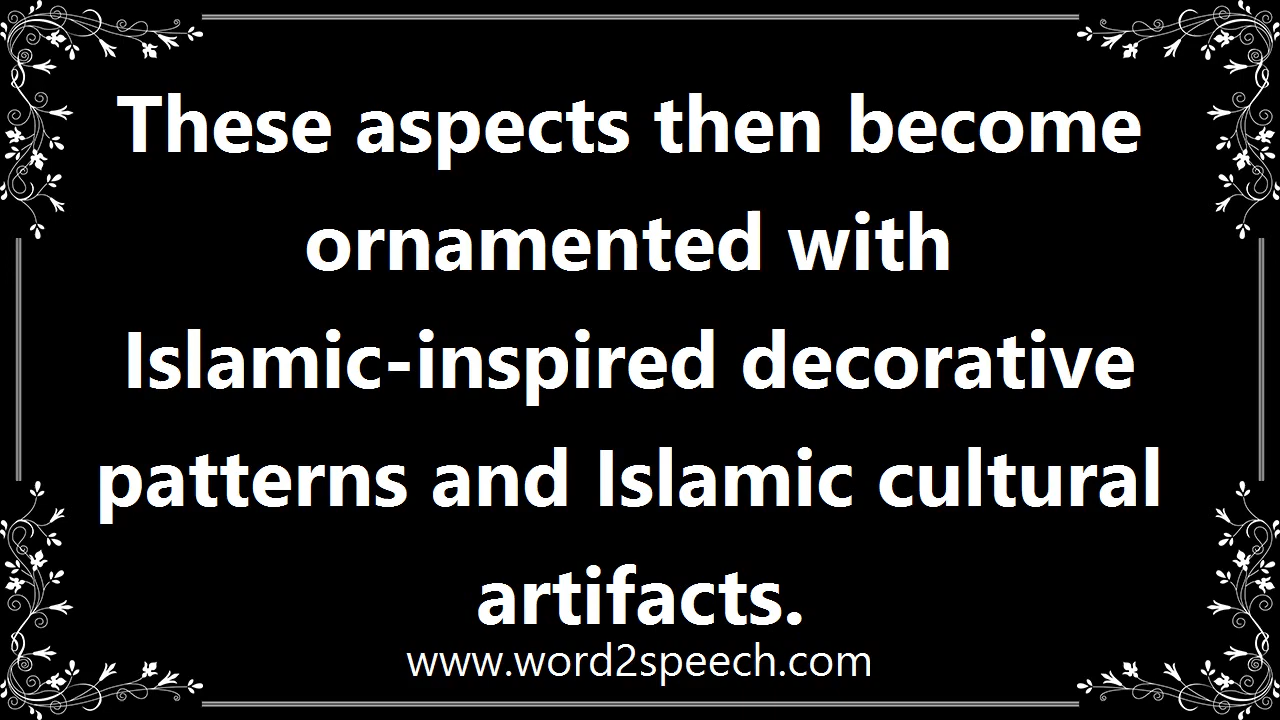 These aspects then become
ornamented with
Islamic-inspired decorative
patterns and Islamic cultural
artifacts.
www.word2speech.com